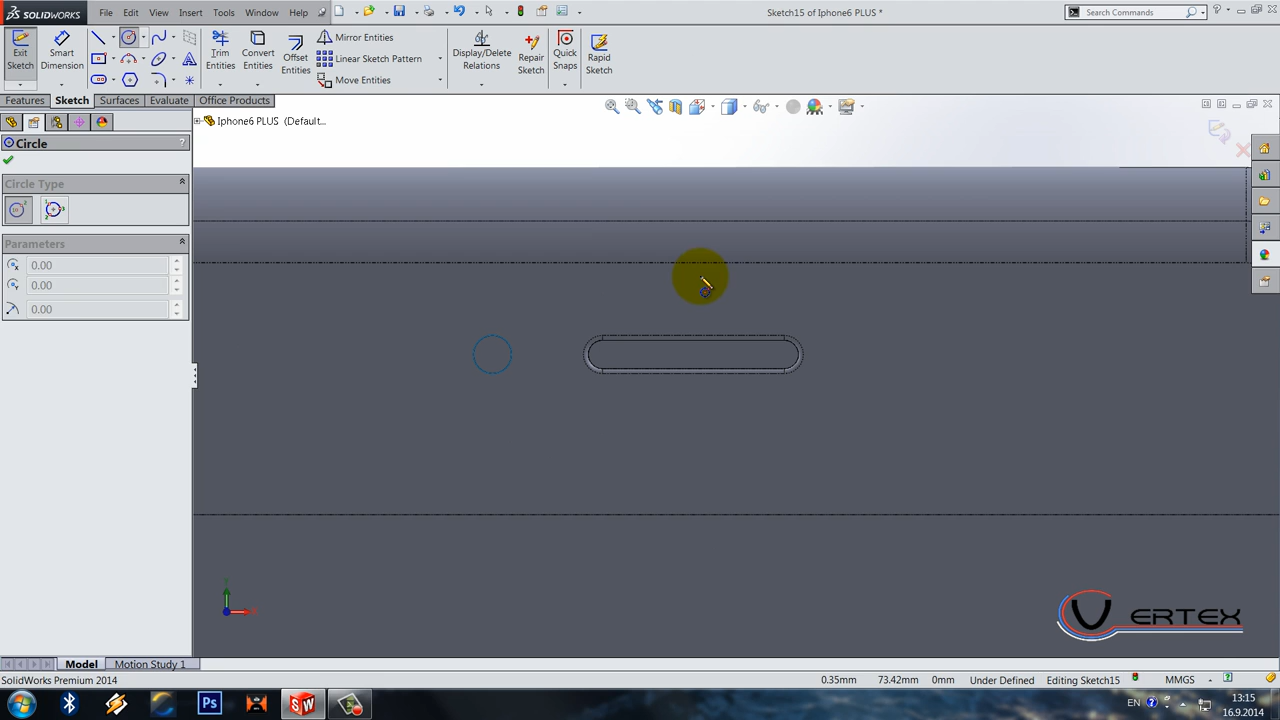 SOLIDWORKS
File
Edit
View
Insert
Tools
Window
Help
Sketch15 of Iphone6 PLUS *
Search Commands
Exit
Sketch
Smart
Dimension
Trim
Entities
Convert
Entities
Offset
Entities
Mirror Entities
Linear Sketch Pattern
Move Entities
Display/Delete
Relations
Repair
Sketch
Quick
Snaps
Rapid
Sketch
Features
Sketch
Surfaces
Evaluate
Office Products
Circle
?
Iphone6 PLUS (Default...
Circle Type
Parameters
0.00
0.00
0.00
VERTEX
Model
Motion Study 1
SolidWorks Premium 2014
0.35mm
73.42mm
0mm
Under Defined
Editing Sketch15
MMGS
Ps
SW
EN
13:15
16.9.2014